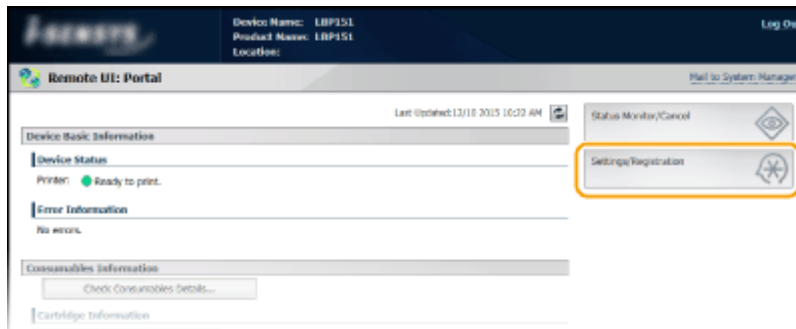 Device Name: LBP151
Product Name: LBP151
Location:
Log Ou
Remote UI: Portal
Mail to System Manager
Last Updated:12/10 2015 10:22 AM
Device Basic Information
Device Status
Printer: Ready to print.
Error Information
No errors.
Consumables Information
Check Consumables Details...
Cartridge Information
Status Monitor/Cancel
Settings/Registration